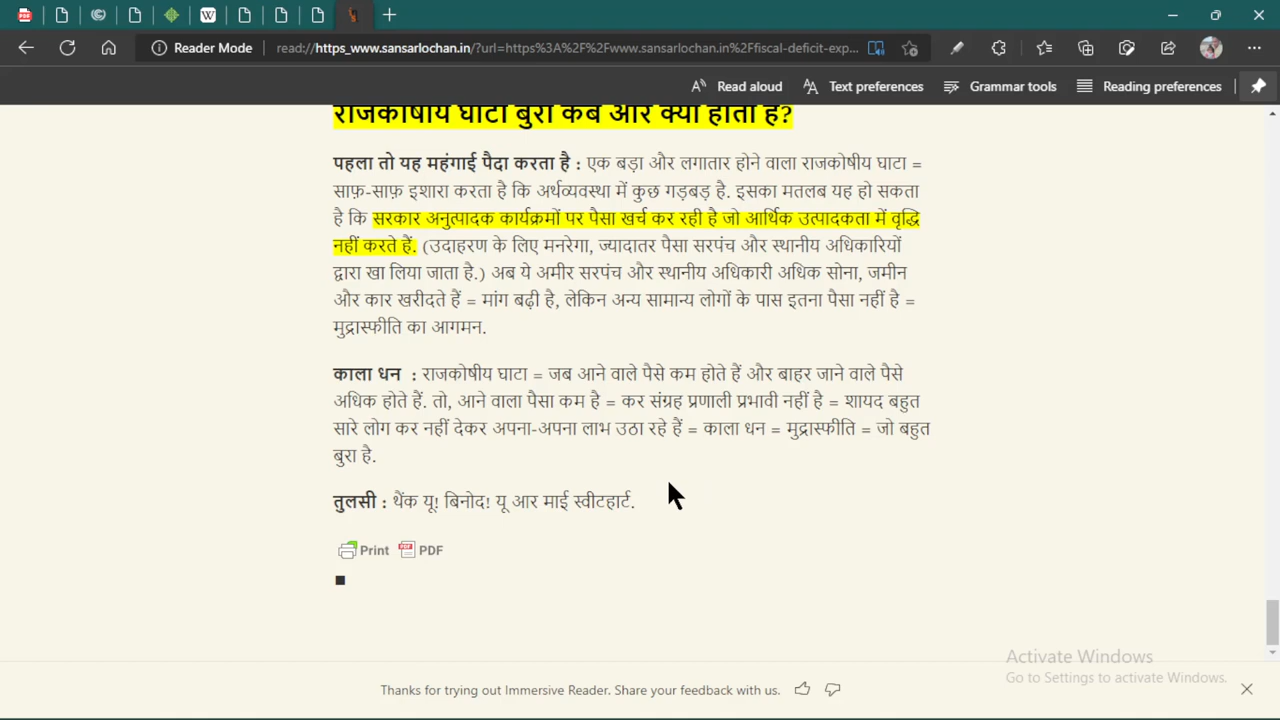 Reader Mode
read://https_www.sansarlochan.in/?url=https%3A%2F%2Fwww.sansarlochan.in%2Ffiscal-deficit-exp...
Read aloud
Text preferences
Grammar tools
Reading preferences
राजकोषीय घाटा बुरा कब और क्यों होता है?
पहला तो यह महंगाई पैदा करता है : एक बड़ा और लगातार होने वाला राजकोषीय घाटा =
साफ़-साफ़ इशारा करता है कि अर्थव्यवस्था में कुछ गड़बड़ है. इसका मतलब यह हो सकता
है कि सरकार अनुत्पादक कार्यक्रमों पर पैसा खर्च कर रही है जो आर्थिक उत्पादकता में वृद्धि
नहीं करते हैं. (उदाहरण के लिए मनरेगा, ज्यादातर पैसा सरपंच और स्थानीय अधिकारियों
द्वारा खा लिया जाता है.) अब ये अमीर सरपंच और स्थानीय अधिकारी अधिक सोना, जमीन
और कार खरीदते हैं = मांग बढ़ी है, लेकिन अन्य सामान्य लोगों के पास इतना पैसा नहीं है =
मुद्रास्फीति का आगमन.
काला धन : राजकोषीय घाटा = जब आने वाले पैसे कम होते हैं और बाहर जाने वाले पैसे
अधिक होते हैं. तो, आने वाला पैसा कम है = कर संग्रह प्रणाली प्रभावी नहीं है = शायद बहुत
सारे लोग कर नहीं देकर अपना-अपना लाभ उठा रहे हैं = काला धन = मुद्रास्फीति = जो बहुत
बुरा है.
तुलसी : थैंक यू! बिनोद! यू आर माई स्वीटहार्ट.
Print PDF
Activate Windows
Go to Settings to activate Windows.
Thanks for trying out Immersive Reader. Share your feedback with us.